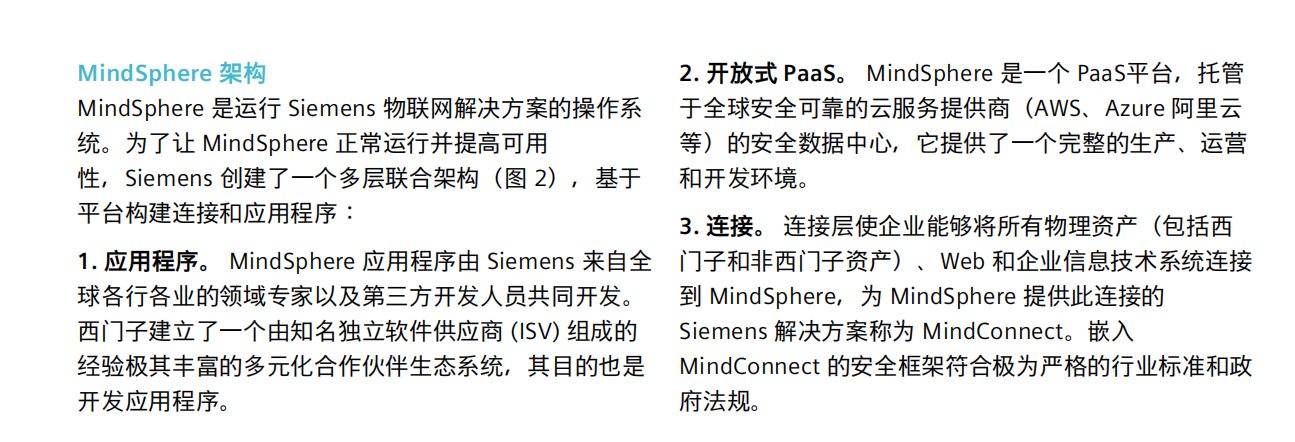 MindSphere 架构
MindSphere 是运行 Siemens 物联网解决方案的操作系
统。为了让 MindSphere 正常运行并提高可用
性，Siemens 创建了一个多层联合架构（图 2），基于
平台构建连接和应用程序：
1. 应用程序。 MindSphere 应用程序由 Siemens 来自全
球各行各业的领域专家以及第三方开发人员共同开发。
西门子建立了一个由知名独立软件供应商 (ISV) 组成的
经验极其丰富的多元化合作伙伴生态系统，其目的也是
开发应用程序。
2. 开放式 PaaS。 MindSphere 是一个 PaaS平台，托管
于全球安全可靠的云服务提供商（AWS、Azure 阿里云
等）的安全数据中心，它提供了一个完整的生产、运营
和开发环境。
3. 连接。 连接层使企业能够将所有物理资产（包括西
门子和非西门子资产）、Web 和企业信息技术系统连接
到 MindSphere，为 MindSphere 提供此连接的
Siemens 解决方案称为 MindConnect。嵌入
MindConnect 的安全框架符合极为严格的行业标准和政
府法规。